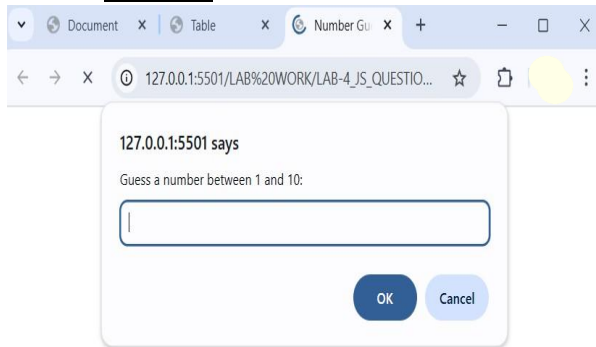 Document Table Number Gu
127.0.0.1:5501/LAB%20WORK/LAB-4_JS_QUESTIO...
127.0.0.1:5501 says
Guess a number between 1 and 10:
OK Cancel